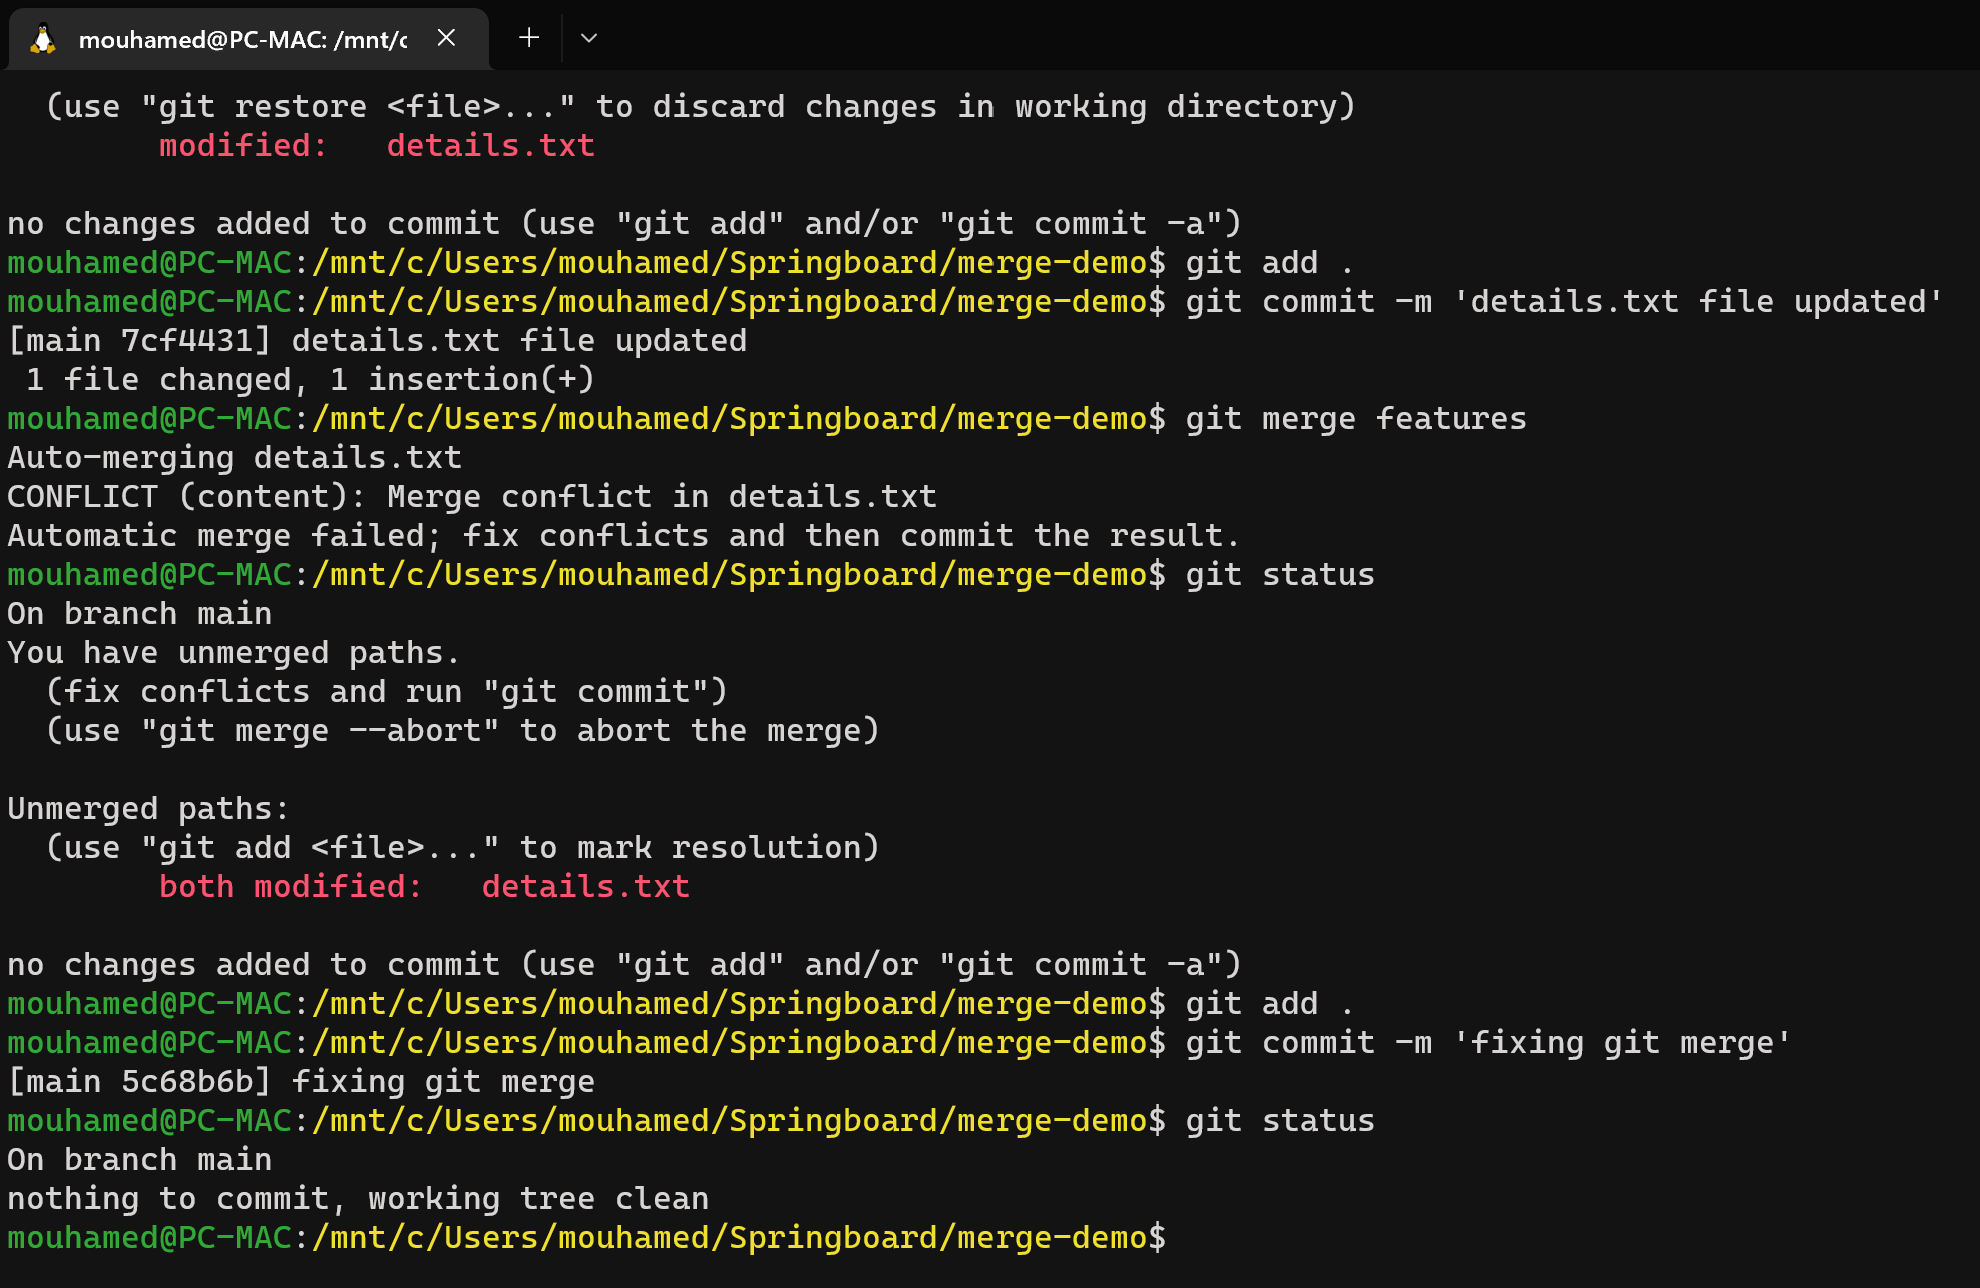 mouhamed@PC-MAC: /mnt/c
(use "git restore <file>..." to discard changes in working directory)
modified:   details.txt
no changes added to commit (use "git add" and/or "git commit -a")
mouhamed@PC-MAC:/mnt/c/Users/mouhamed/Springboard/merge-demo$ git add .
mouhamed@PC-MAC:/mnt/c/Users/mouhamed/Springboard/merge-demo$ git commit -m 'details.txt file updated'
[main 7cf4431] details.txt file updated
1 file changed, 1 insertion(+)
mouhamed@PC-MAC:/mnt/c/Users/mouhamed/Springboard/merge-demo$ git merge features
Auto-merging details.txt
CONFLICT (content): Merge conflict in details.txt
Automatic merge failed; fix conflicts and then commit the result.
mouhamed@PC-MAC:/mnt/c/Users/mouhamed/Springboard/merge-demo$ git status
On branch main
You have unmerged paths.
(fix conflicts and run "git commit")
(use "git merge --abort" to abort the merge)
Unmerged paths:
(use "git add <file>..." to mark resolution)
both modified:   details.txt
no changes added to commit (use "git add" and/or "git commit -a")
mouhamed@PC-MAC:/mnt/c/Users/mouhamed/Springboard/merge-demo$ git add .
mouhamed@PC-MAC:/mnt/c/Users/mouhamed/Springboard/merge-demo$ git commit -m 'fixing git merge'
[main 5c68b6b] fixing git merge
mouhamed@PC-MAC:/mnt/c/Users/mouhamed/Springboard/merge-demo$ git status
On branch main
nothing to commit, working tree clean
mouhamed@PC-MAC:/mnt/c/Users/mouhamed/Springboard/merge-demo$